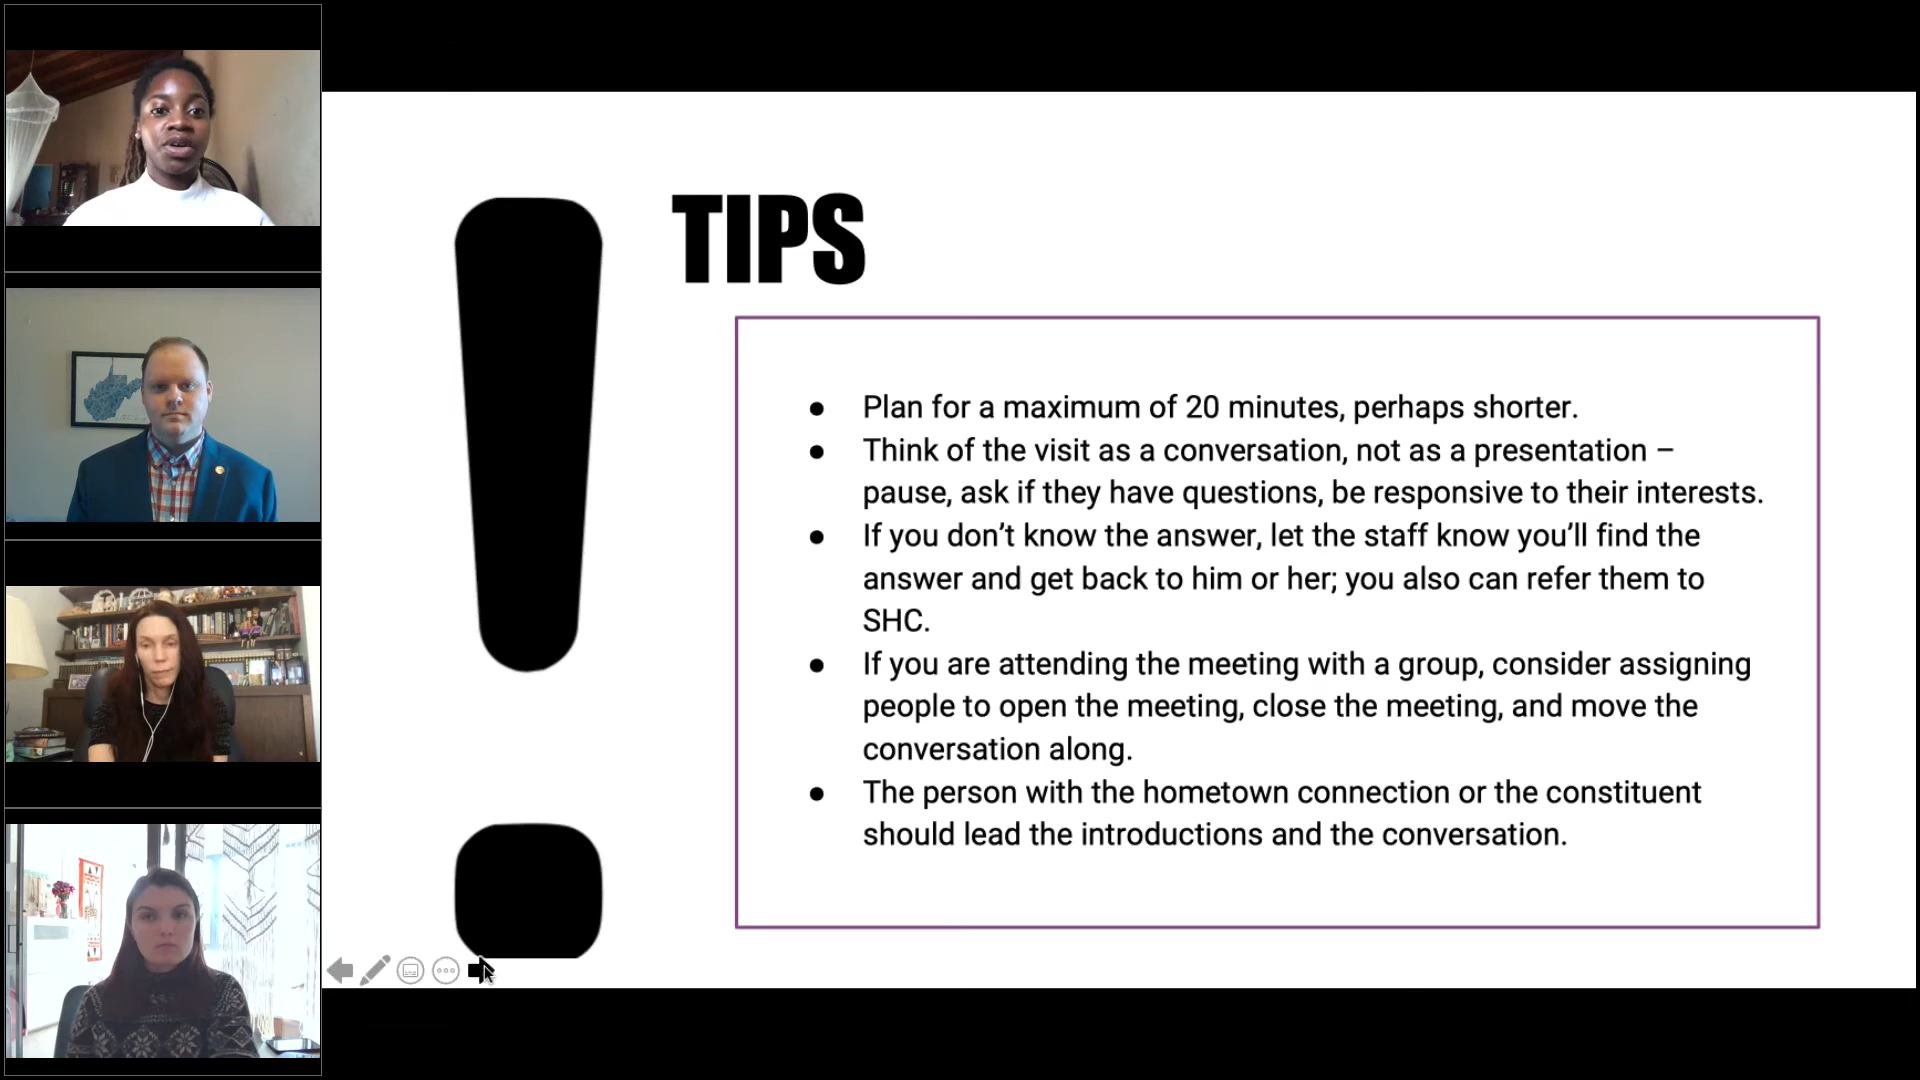 TIPS
● Plan for a maximum of 20 minutes, perhaps shorter.
● Think of the visit as a conversation, not as a presentation –
pause, ask if they have questions, be responsive to their interests.
● If you don’t know the answer, let the staff know you’ll find the
answer and get back to him or her; you also can refer them to
SHC.
● If you are attending the meeting with a group, consider assigning
people to open the meeting, close the meeting, and move the
conversation along.
● The person with the hometown connection or the constituent
should lead the introductions and the conversation.